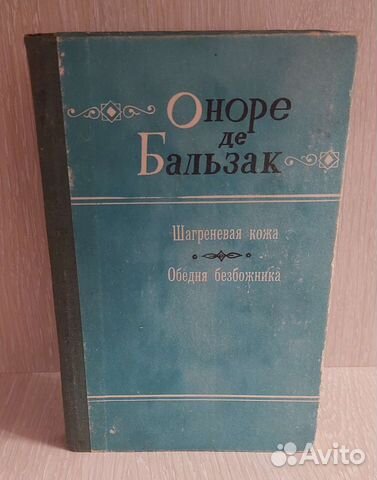 Оноре
де
Бальзак
Шагреневая кожа
Обедня безбожника
Avito